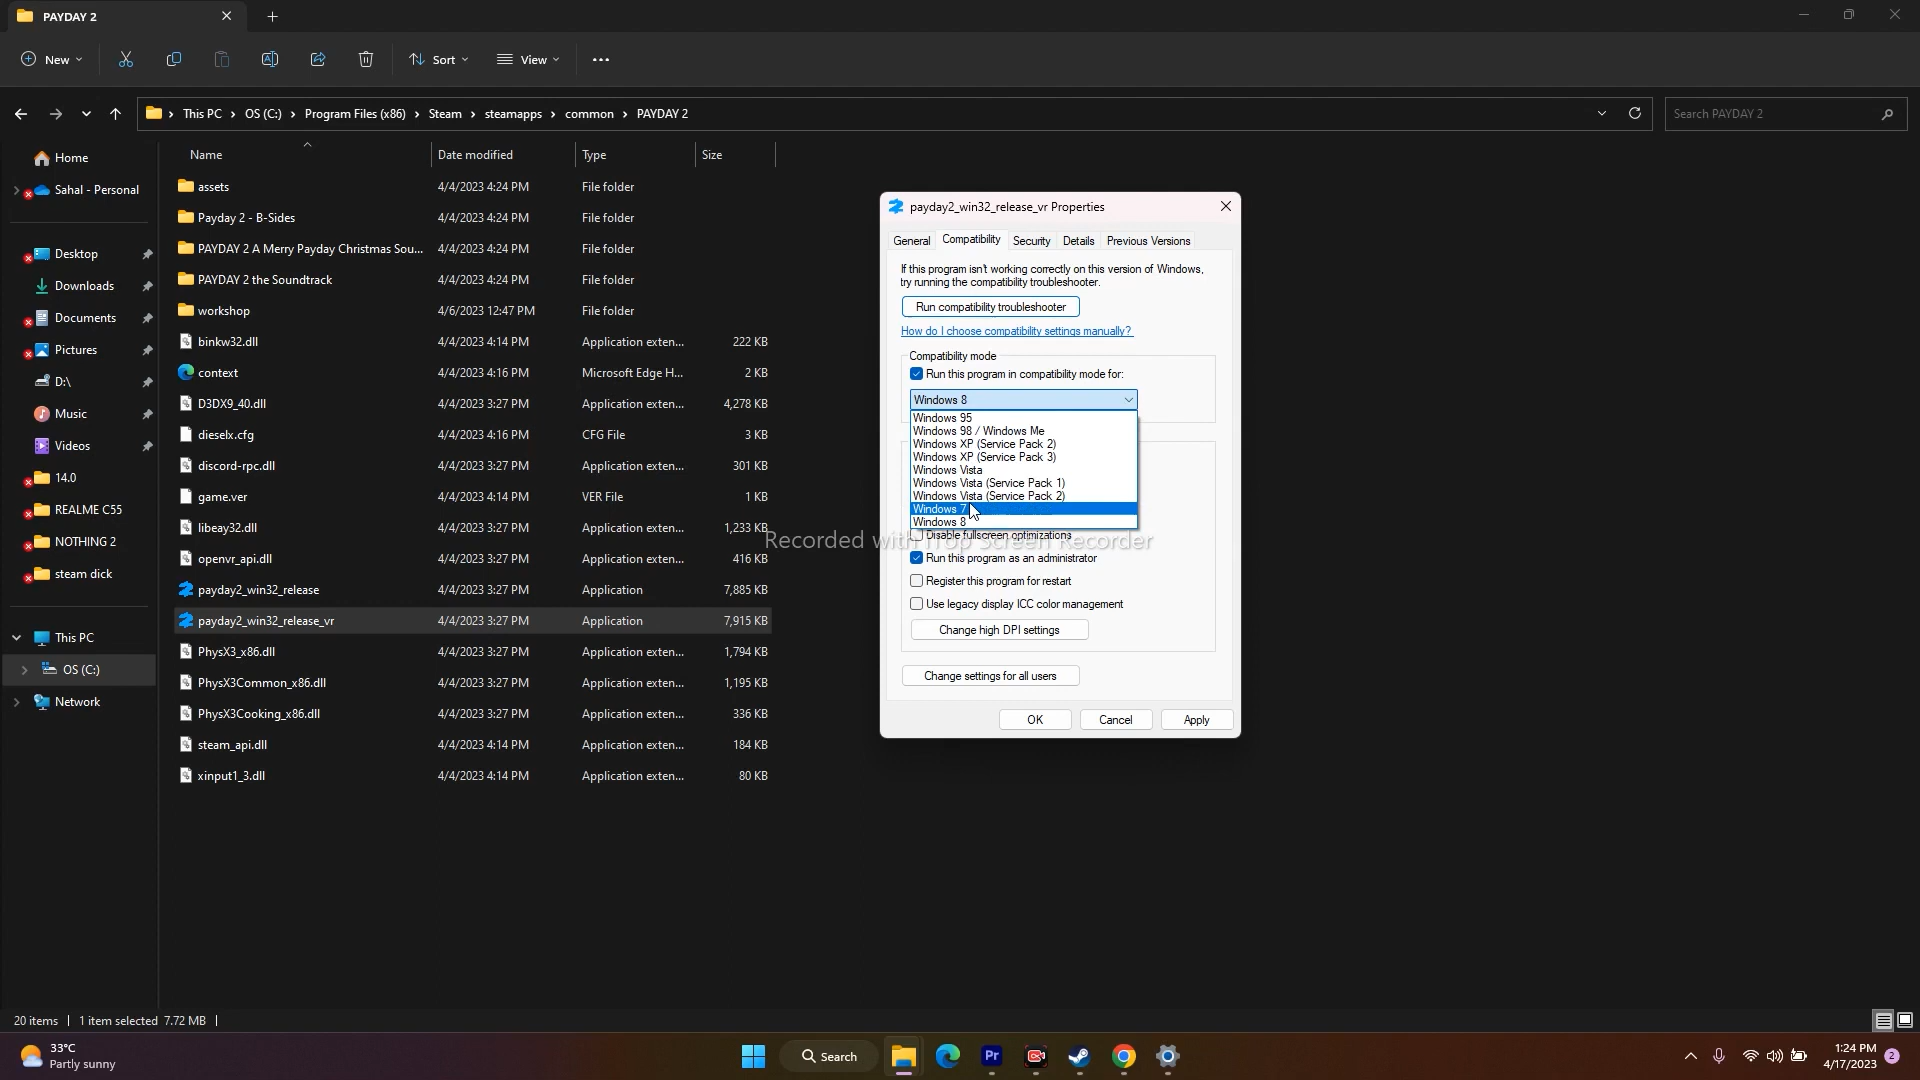 PAYDAY 2
New
Sort
View
This PC
OS (C:)
Program Files (x86)
Steam
steamapps
common
PAYDAY 2
Search PAYDAY 2
Home
Sahal - Personal
Desktop
Downloads
Documents
Pictures
D:\
Music
Videos
14.0
REALME C55
NOTHING 2
steam dick
This PC
OS (C:)
Network
Name Date modified Type Size
assets 4/4/2023 4:24 PM File folder
Payday 2 - B-Sides 4/4/2023 4:24 PM File folder
PAYDAY 2 A Merry Payday Christmas Sou... 4/4/2023 4:24 PM File folder
PAYDAY 2 the Soundtrack 4/4/2023 4:24 PM File folder
workshop 4/6/2023 12:47 PM File folder
binkw32.dll 4/4/2023 4:14 PM Application exten... 222 KB
context 4/4/2023 4:16 PM Microsoft Edge H... 2 KB
D3DX9_40.dll 4/4/2023 3:27 PM Application exten... 4,278 KB
dieselx.cfg 4/4/2023 4:16 PM CFG File 3 KB
discord-rpc.dll 4/4/2023 3:27 PM Application exten... 301 KB
game.ver 4/4/2023 4:14 PM VER File 1 KB
libeay32.dll 4/4/2023 3:27 PM Application exten... 1,233 KB
openvr_api.dll 4/4/2023 3:27 PM Application exten... 416 KB
payday2_win32_release 4/4/2023 3:27 PM Application 7,885 KB
payday2_win32_release_vr 4/4/2023 3:27 PM Application 7,915 KB
PhysX3_x86.dll 4/4/2023 3:27 PM Application exten... 1,794 KB
PhysX3Common_x86.dll 4/4/2023 3:27 PM Application exten... 1,195 KB
PhysX3Cooking_x86.dll 4/4/2023 3:27 PM Application exten... 336 KB
steam_api.dll 4/4/2023 4:14 PM Application exten... 184 KB
xinput1_3.dll 4/4/2023 4:14 PM Application exten... 80 KB
payday2_win32_release_vr Properties
General Compatibility Security Details Previous Versions
If this program isn't working correctly on this version of Windows,
try running the compatibility troubleshooter.
Run compatibility troubleshooter
How do I choose compatibility settings manually?
Compatibility mode
Run this program in compatibility mode for:
Windows 8
Windows 95
Windows 98 / Windows Me
Windows XP (Service Pack 2)
Windows XP (Service Pack 3)
Windows Vista
Windows Vista (Service Pack 1)
Windows Vista (Service Pack 2)
Windows 7
Windows 8
Disable fullscreen optimizations
Recorded with iTop Screen Recorder
Run this program as an administrator
Register this program for restart
Use legacy display ICC color management
Change high DPI settings
Change settings for all users
OK Cancel Apply
20 items 1 item selected 7.72 MB
33°C
Partly sunny
Search
Pr
1:24 PM
4/17/2023
2